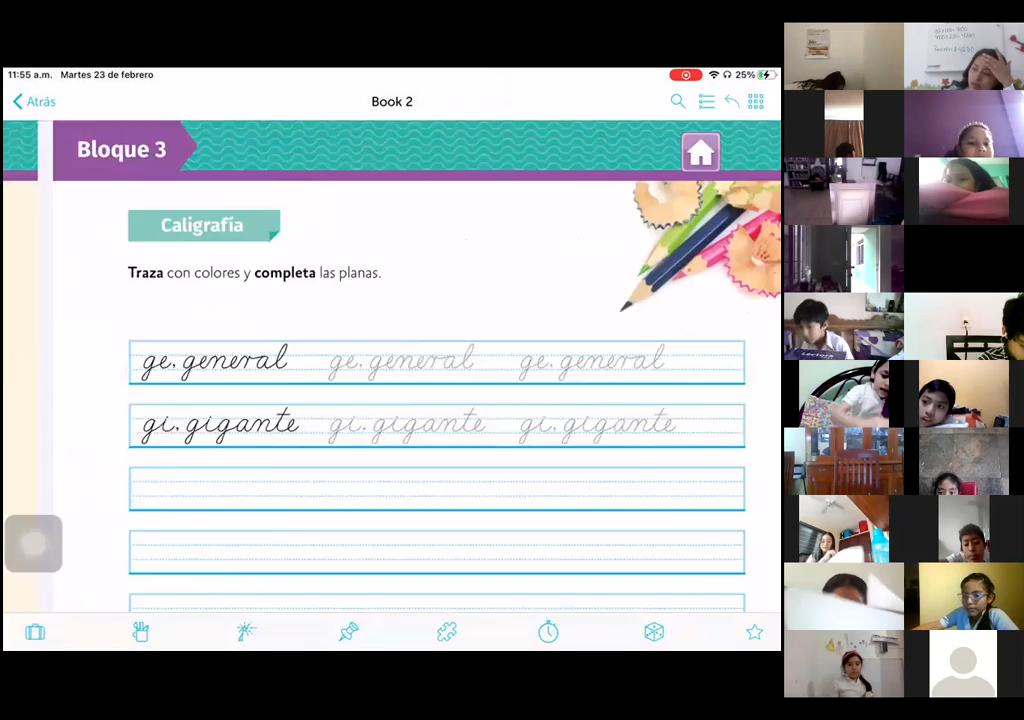 11:55 a.m. Martes 23 de febrero
25%
Atrás
Book 2
Bloque 3
Caligrafía
Traza con colores y completa las planas.
ge. general ge. general ge. general
gi. gigante gi. gigante gi. gigante